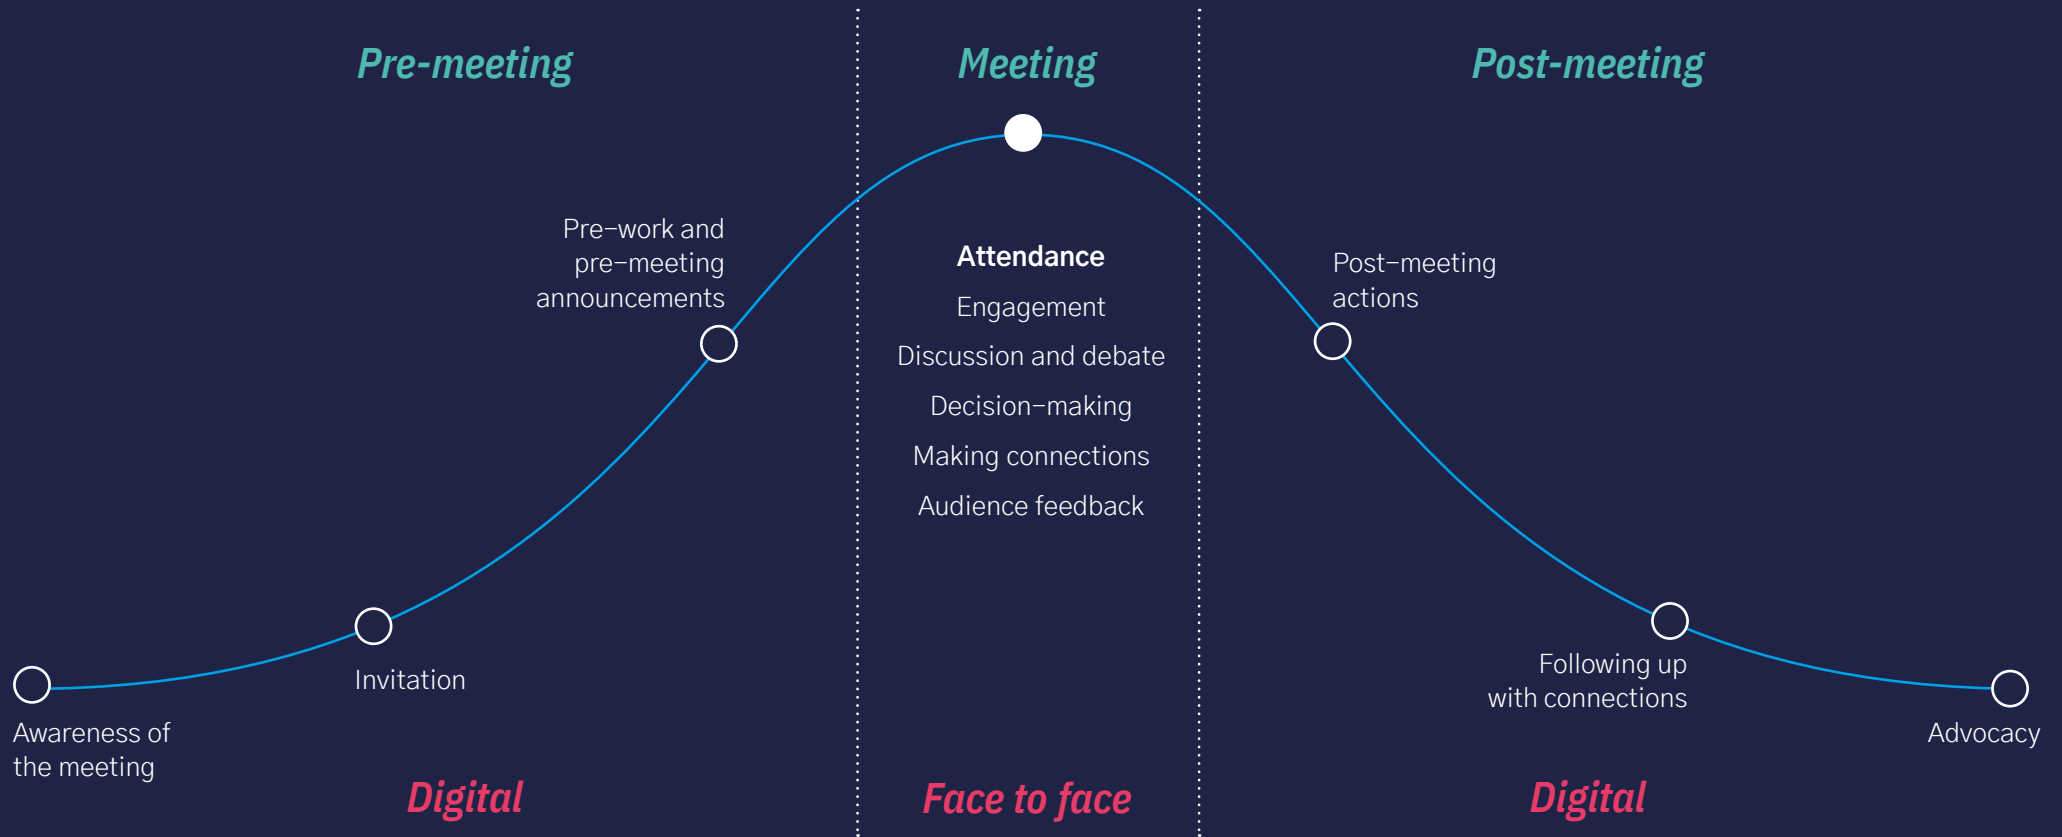 Pre-meeting
Meeting
Post-meeting
Pre–work and
pre–meeting
announcements
Attendance
Engagement
Discussion and debate
Decision–making
Making connections
Audience feedback
Post–meeting
actions
Invitation
Awareness of
the meeting
Following up
with connections
Advocacy
Digital
Face to face
Digital